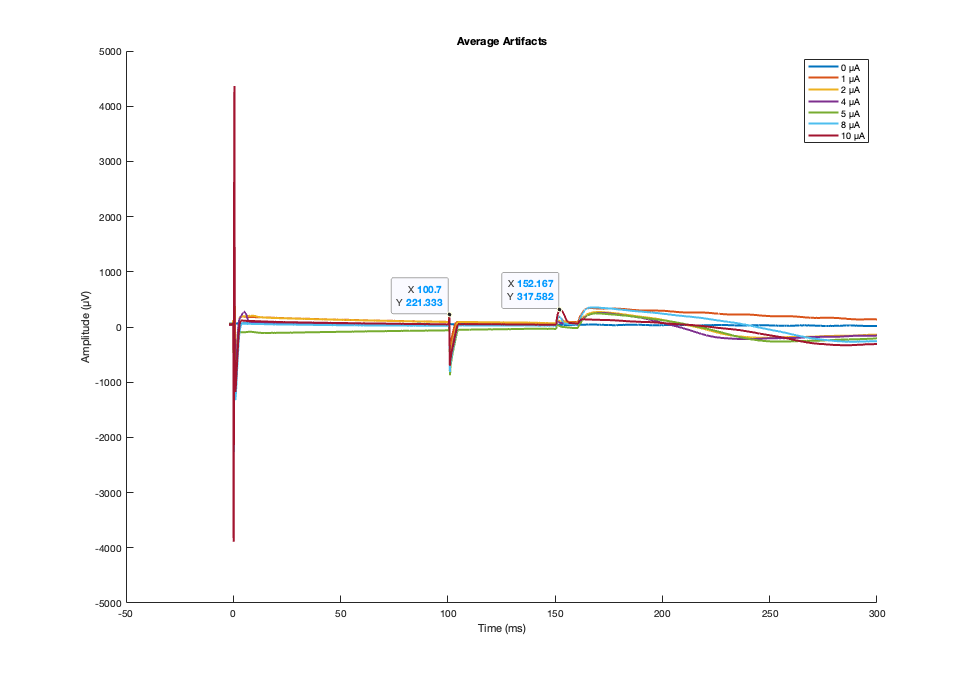 Average Artifacts
5000
4000
3000
2000
1000
0
-1000
-2000
-3000
-4000
-5000
Amplitude (µV)
0 µA
1 µA
2 µA
4 µA
5 µA
8 µA
10 µA
X 100.7
Y 221.333
X 152.167
Y 317.582
-50 0 50 100 150 200 250 300
Time (ms)